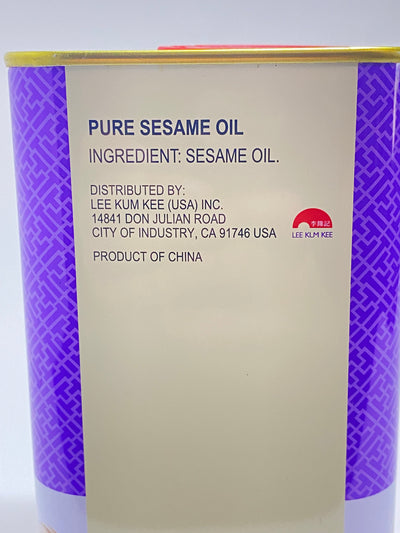 PURE SESAME OIL
INGREDIENT: SESAME OIL.
DISTRIBUTED BY:
LEE KUM KEE (USA) INC.
14841 DON JULIAN ROAD
CITY OF INDUSTRY, CA 91746 USA
李錦記
LEE KUM KEE
PRODUCT OF CHINA